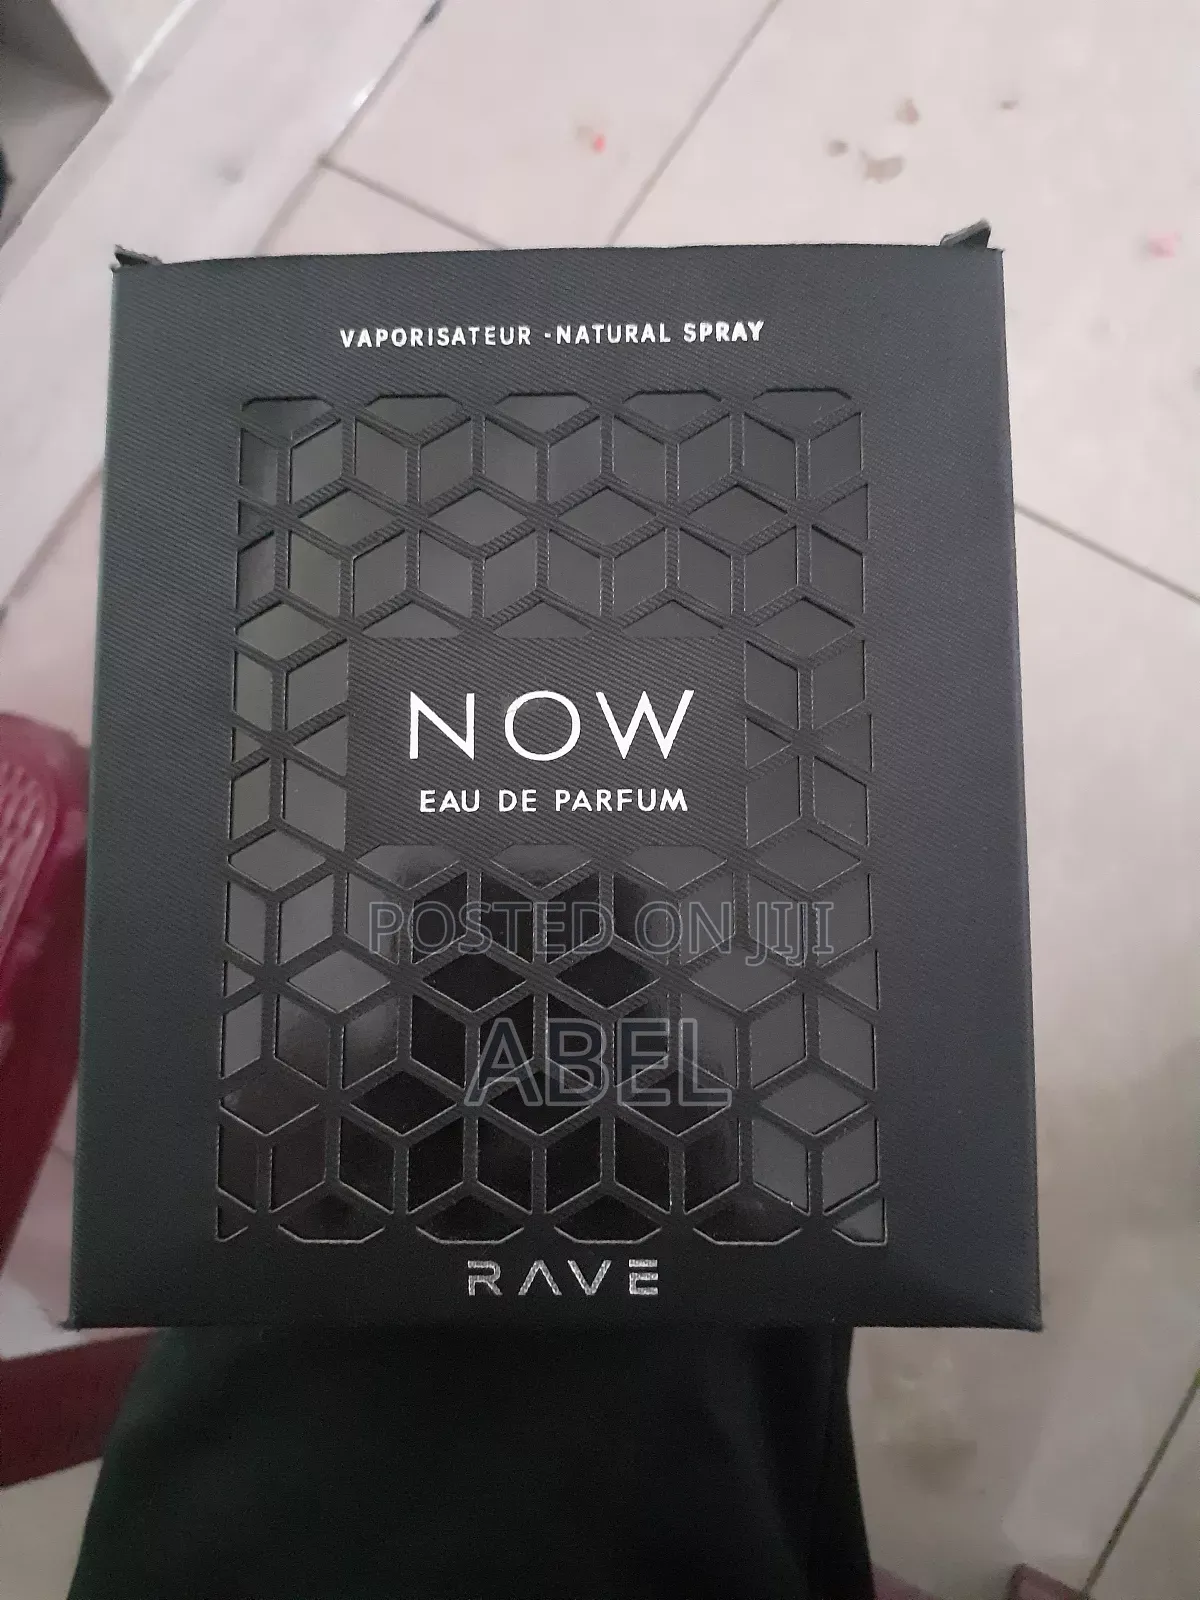 VAPORISATEUR -NATURAL SPRAY
NOW
EAU DE PARFUM
POSTED ON JIJI
ABEL
RAVE